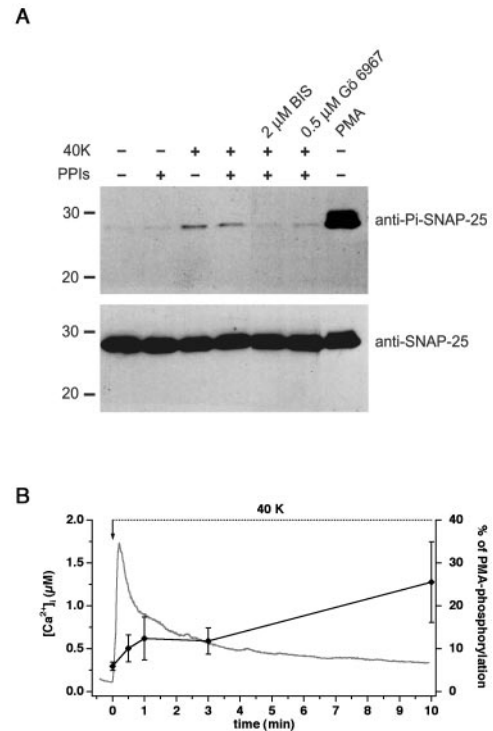 A
2 µM BIS
0.5 µM Gö 6967
PMA
40K – – + + + + –
PPIs – + – + + + –
30
anti-Pi-SNAP-25
20
30
anti-SNAP-25
20
B
40 K
2.0 40
1.5 30
1.0 20
0.5 10
0.0 0
[Ca²⁺]ᵢ (µM)
% of PMA-phosphorylation
0 1 2 3 4 5 6 7 8 9 10
time (min)